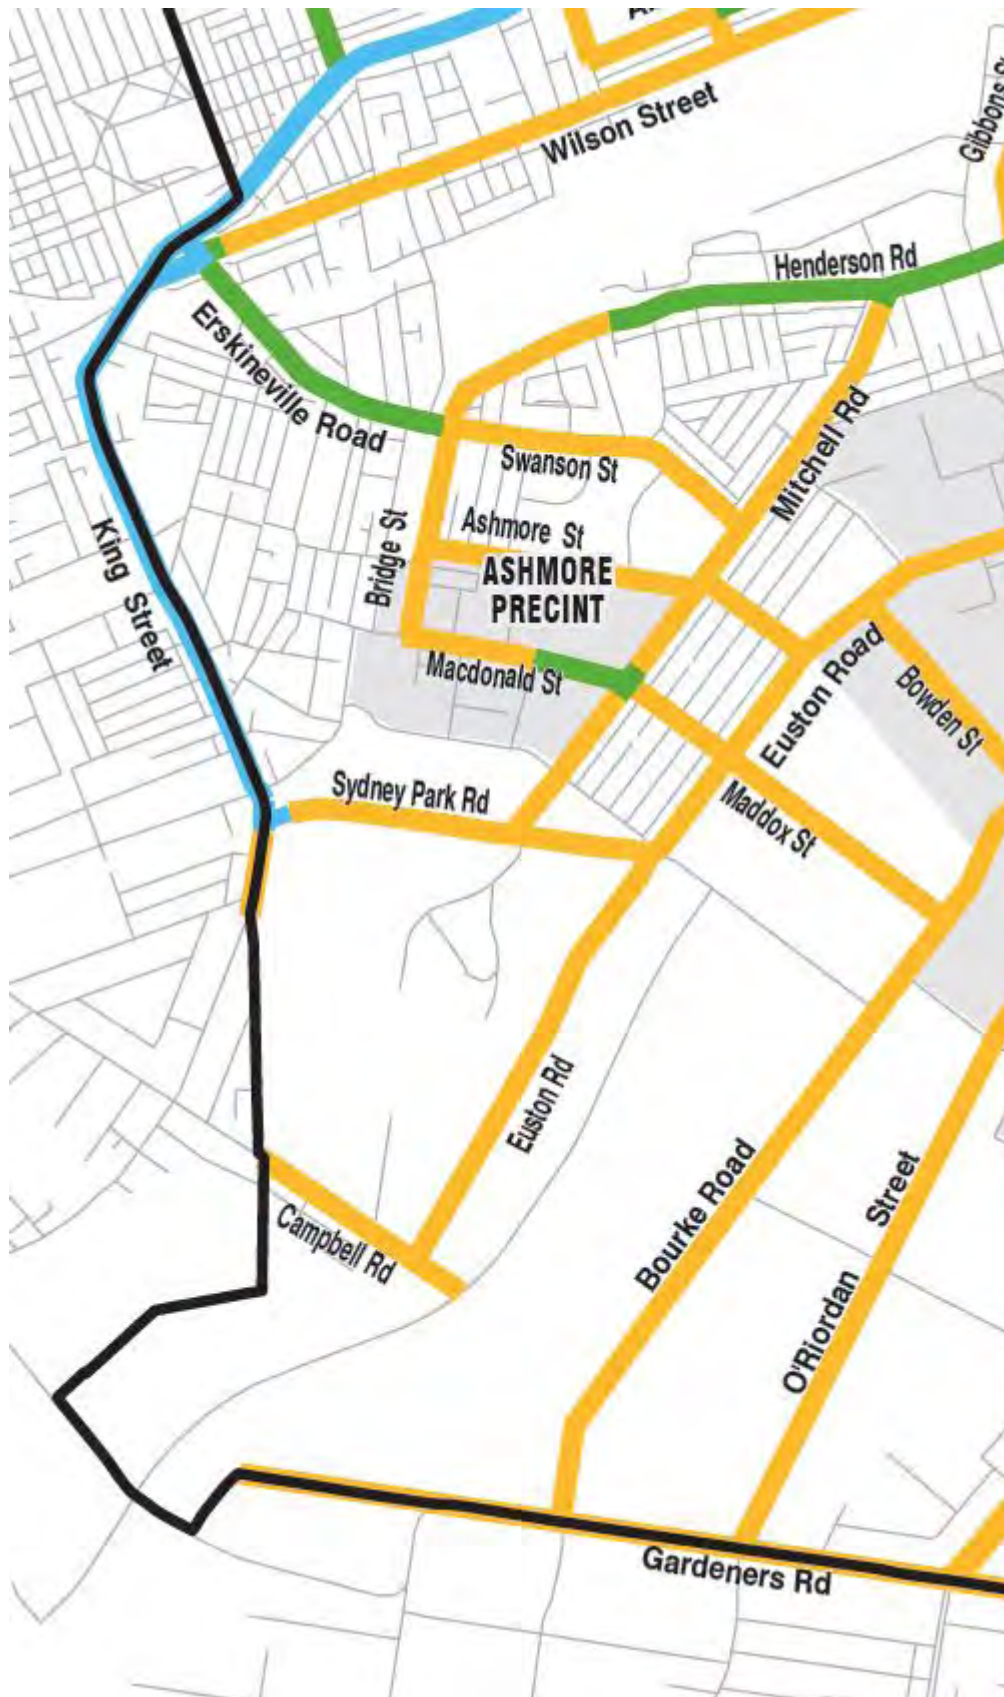 Wilson Street
Gibbons St
Henderson Rd
Erskineville Road
Swanson St
Mitchell Rd
Ashmore St
Bridge St
ASHMORE
PRECINT
King Street
Macdonald St
Euston Road
Bowden St
Sydney Park Rd
Maddox St
Euston Rd
Bourke Road
O'Riordan Street
Campbell Rd
Gardeners Rd